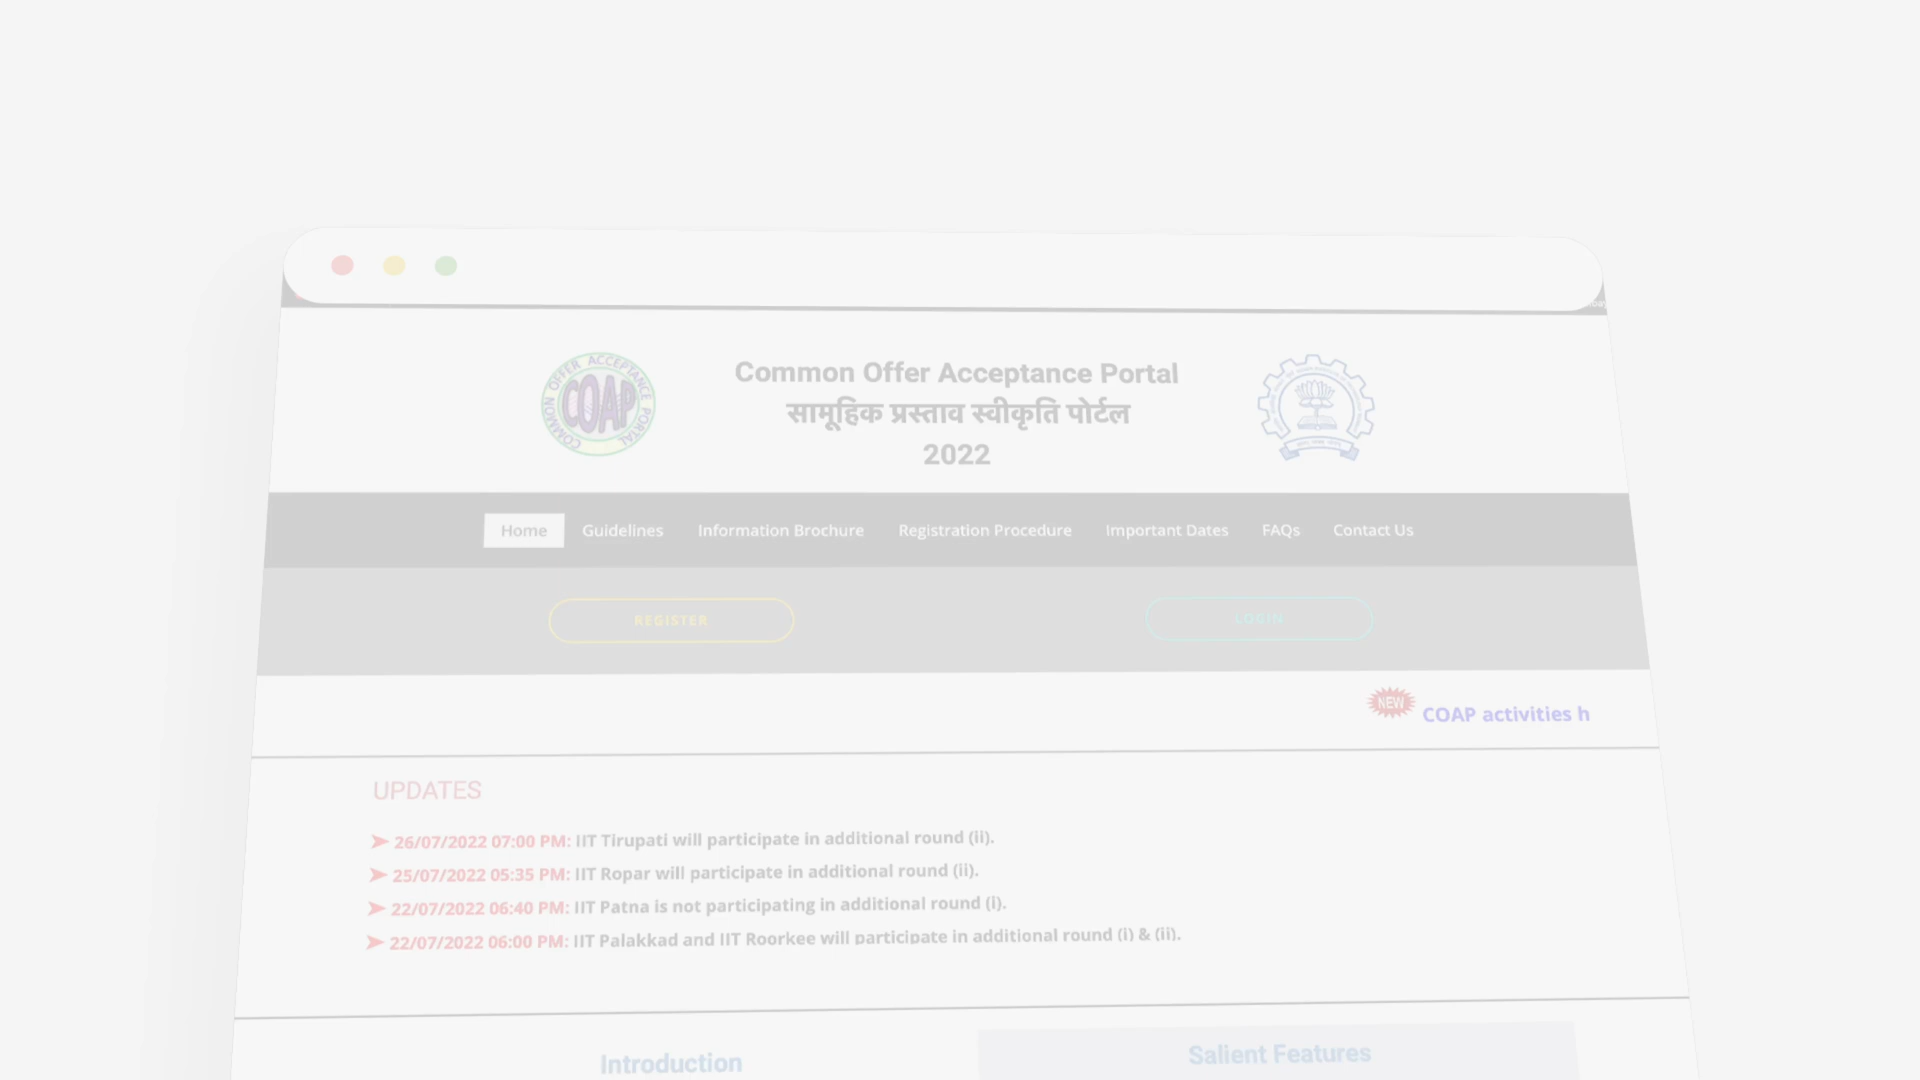 COMMON OFFER ACCEPTANCE PORTAL
COAP
Common Offer Acceptance Portal
सामूहिक प्रस्ताव स्वीकृति पोर्टल
2022
Home Guidelines Information Brochure Registration Procedure Important Dates FAQs Contact Us
REGISTER LOGIN
NEW COAP activities h
UPDATES
➤ 26/07/2022 07:00 PM: IIT Tirupati will participate in additional round (ii).
➤ 25/07/2022 05:35 PM: IIT Ropar will participate in additional round (ii).
➤ 22/07/2022 06:40 PM: IIT Patna is not participating in additional round (i).
➤ 22/07/2022 06:00 PM: IIT Palakkad and IIT Roorkee will participate in additional round (i) & (ii).
Introduction Salient Features